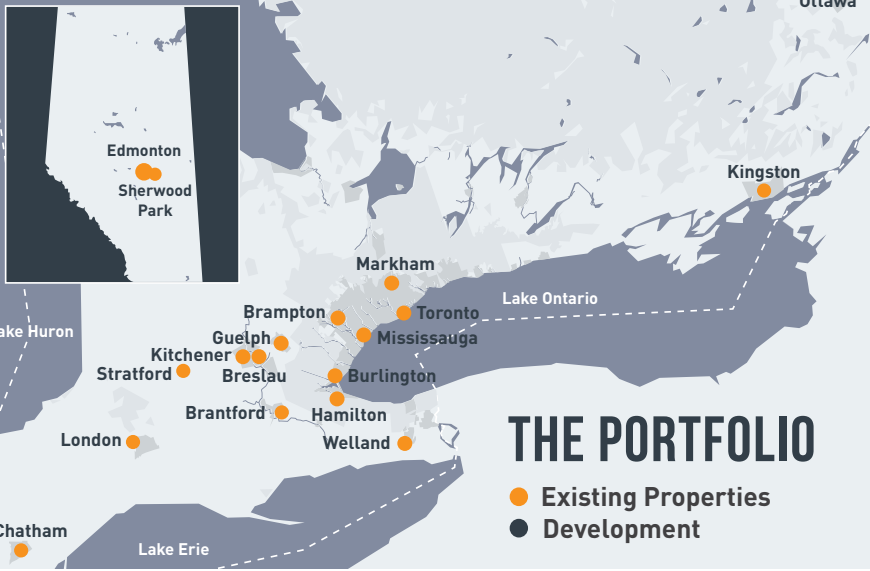 Ottawa
Edmonton
Sherwood
Park
Kingston
Markham
Lake Ontario
Brampton
Toronto
ake Huron
Guelph
Mississauga
Kitchener
Stratford
Breslau
Burlington
Brantford
Hamilton
London
Welland
THE PORTFOLIO
Existing Properties
Development
Chatham
Lake Erie